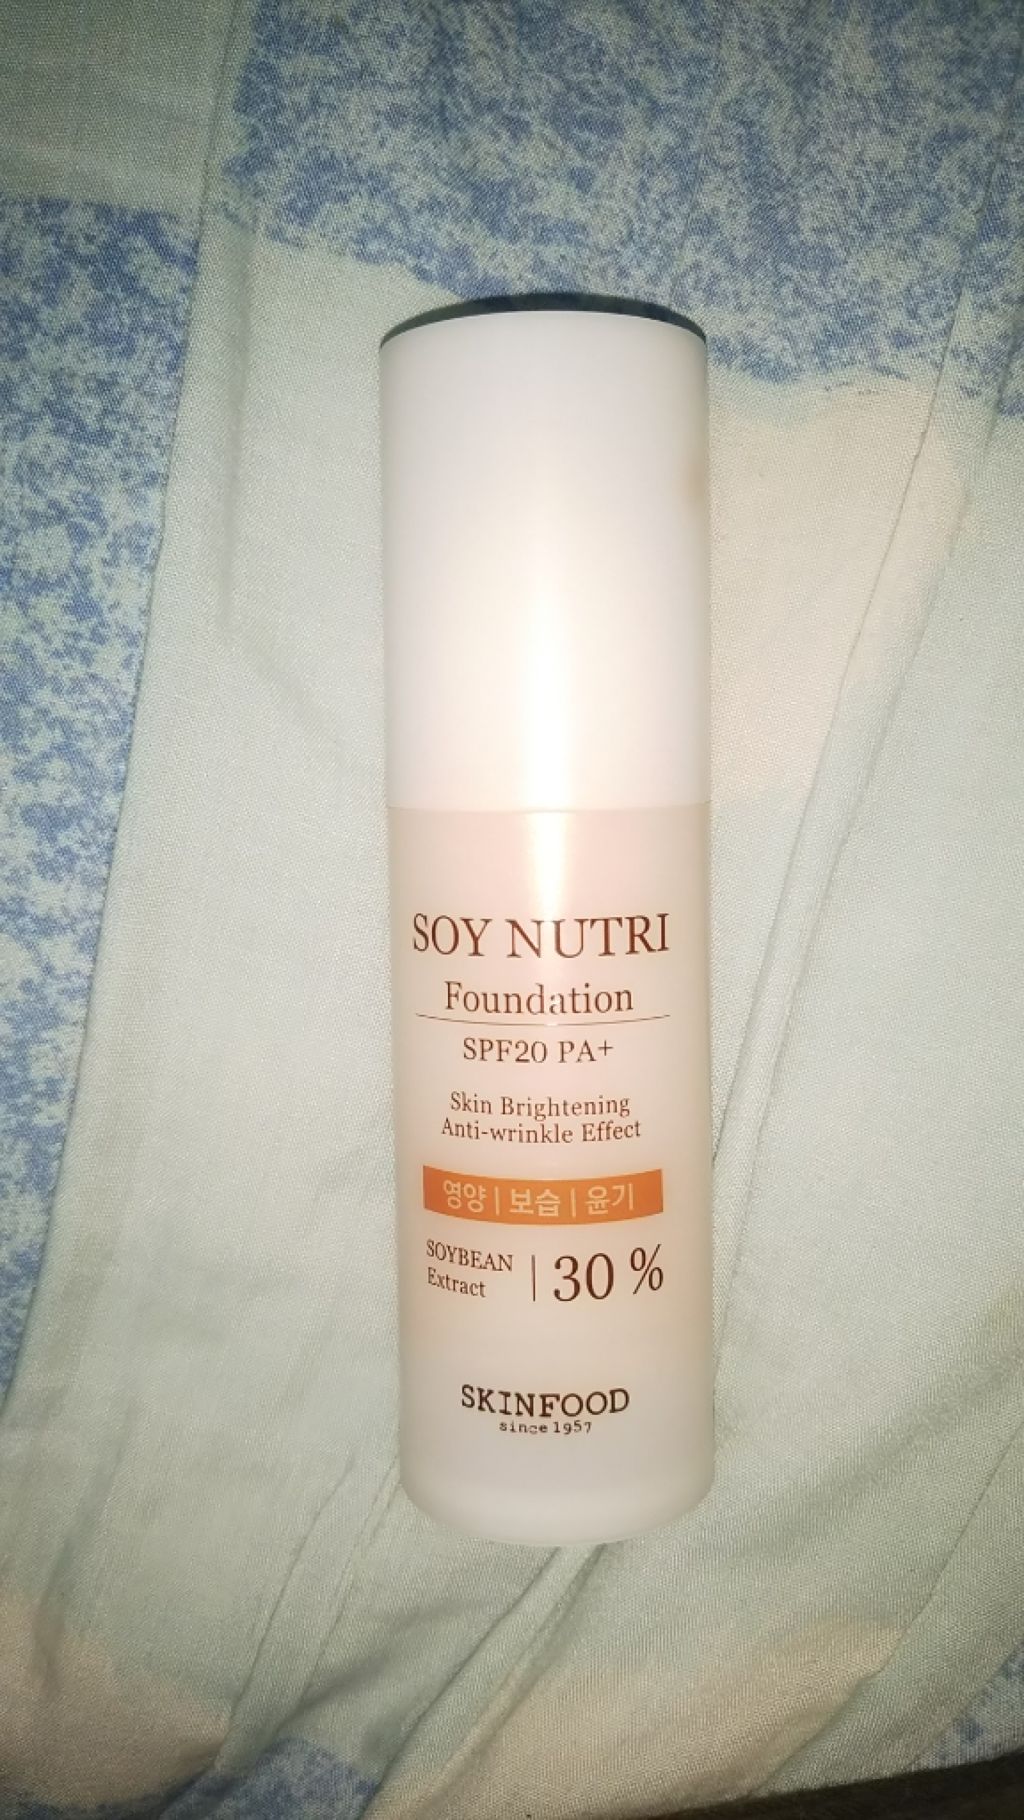 SOY NUTRI
Foundation
SPF20 PA+
Skin Brightening
Anti-wrinkle Effect
영양 | 보습 | 윤기
SOYBEAN
Extract | 30 %
SKINFOOD
since 1957